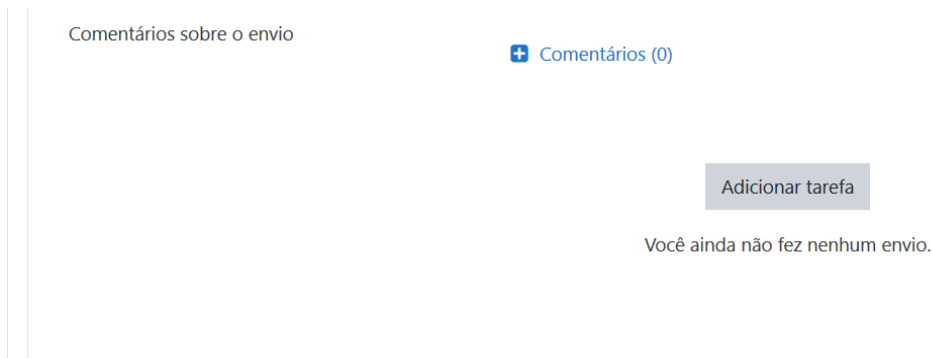 Comentários sobre o envio
Comentários (0)
Adicionar tarefa
Você ainda não fez nenhum envio.